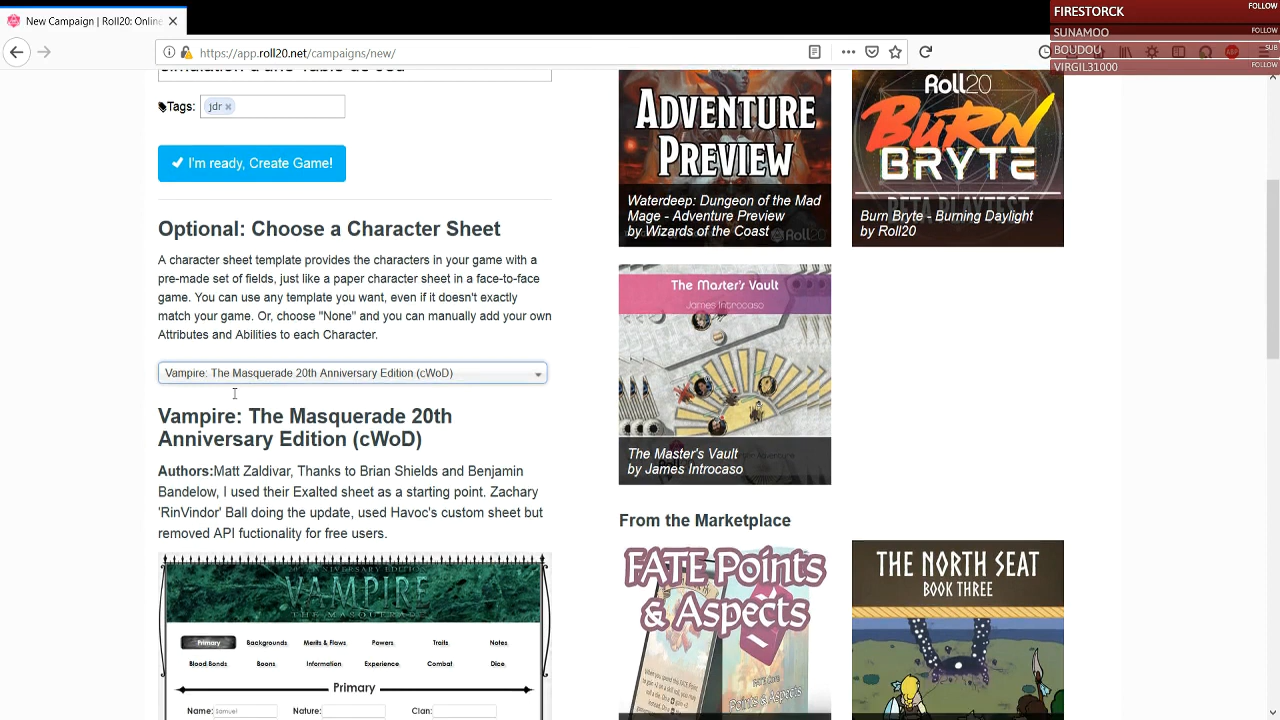 New Campaign | Roll20: Online
https://app.roll20.net/campaigns/new/
FIRESTORCK FOLLOW
SUNAMOO FOLLOW
BOUDOU SUB
VIRGIL31000 FOLLOW
Tags: jdr ×
I'm ready, Create Game!
Optional: Choose a Character Sheet
A character sheet template provides the characters in your game with a
pre-made set of fields, just like a paper character sheet in a face-to-face
game. You can use any template you want, even if it doesn't exactly
match your game. Or, choose "None" and you can manually add your own
Attributes and Abilities to each Character.
Vampire: The Masquerade 20th Anniversary Edition (cWoD)
Vampire: The Masquerade 20th
Anniversary Edition (cWoD)
Authors:Matt Zaldivar, Thanks to Brian Shields and Benjamin
Bandelow, I used their Exalted sheet as a starting point. Zachary
'RinVindor' Ball doing the update, used Havoc's custom sheet but
removed API fuctionality for free users.
VAMPIRE
THE MASQUERADE
Primary Backgrounds Merits & Flaws Powers Traits Notes
Blood Bonds Boons Information Experience Combat Dice
Primary
Name: Samuel Nature: Clan:
ADVENTURE
PREVIEW
Waterdeep: Dungeon of the Mad
Mage - Adventure Preview
by Wizards of the Coast
Roll20
Roll20
BURN
BRYTE
BETA PLAYTEST
Burn Bryte - Burning Daylight
by Roll20
The Master's Vault
James Introcaso
The Master's Vault
by James Introcaso
From the Marketplace
FATE Points
& Aspects
Points & Aspects
THE NORTH SEAT
BOOK THREE